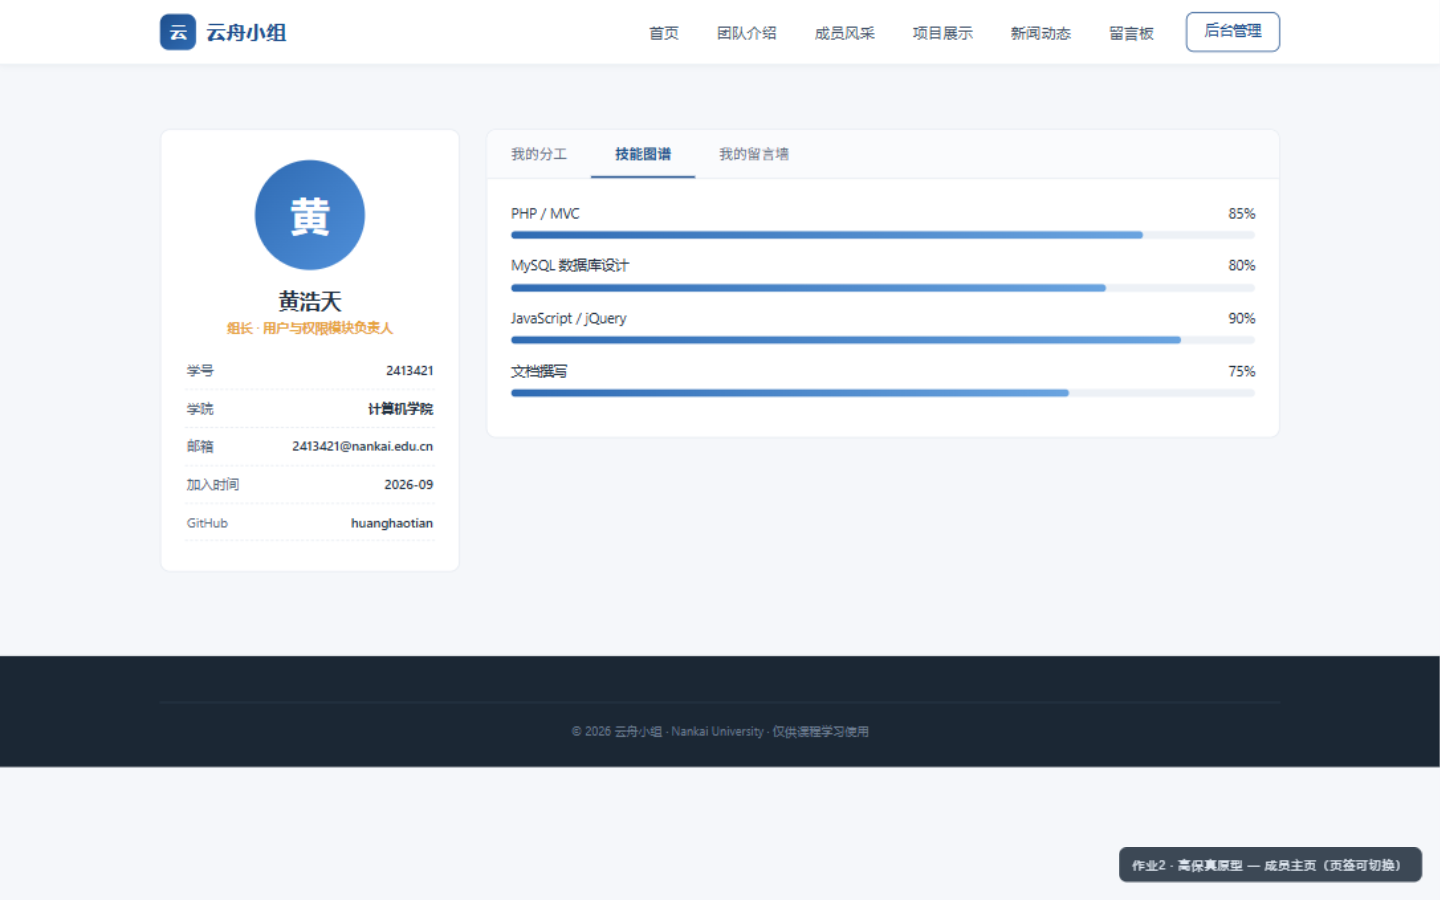 云 云舟小组 首页 团队介绍 成员风采 项目展示 新闻动态 留言板 后台管理
黄
黄浩天
组长 · 用户与权限模块负责人
学号 2413421
学院 计算机学院
邮箱 2413421@nankai.edu.cn
加入时间 2026-09
GitHub huanghaotian
我的分工 技能图谱 我的留言墙
PHP / MVC 85%
MySQL 数据库设计 80%
JavaScript / jQuery 90%
文档撰写 75%
© 2026 云舟小组 · Nankai University · 仅供课程学习使用
作业2 · 高保真原型 — 成员主页（页签可切换）